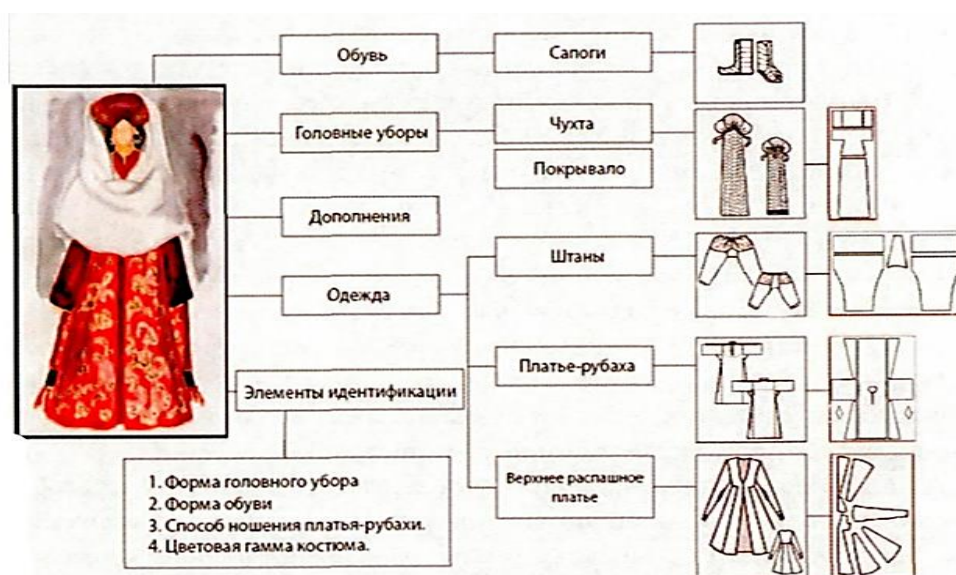 Обувь
Сапоги
Головные уборы
Чухта
Покрывало
Дополнения
Одежда
Штаны
Платье-рубаха
Элементы идентификации
Верхнее распашное
платье
1. Форма головного убора
2. Форма обуви
3. Способ ношения платья-рубахи.
4. Цветовая гамма костюма.